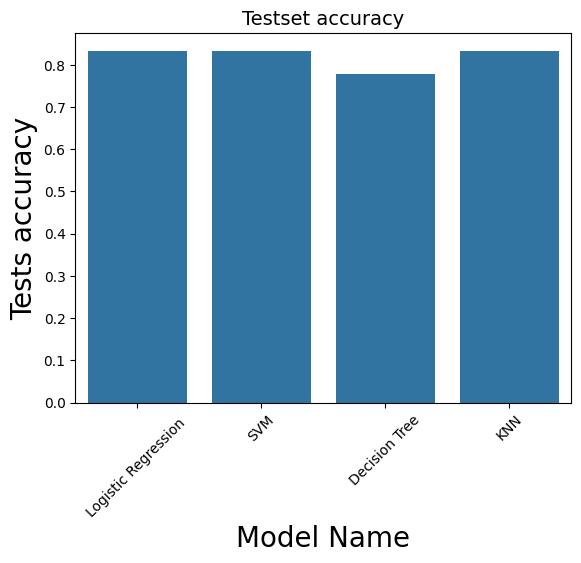 Testset accuracy
Tests accuracy
0.8
0.7
0.6
0.5
0.4
0.3
0.2
0.1
0.0
Logistic Regression
SVM
Decision Tree
KNN
Model Name